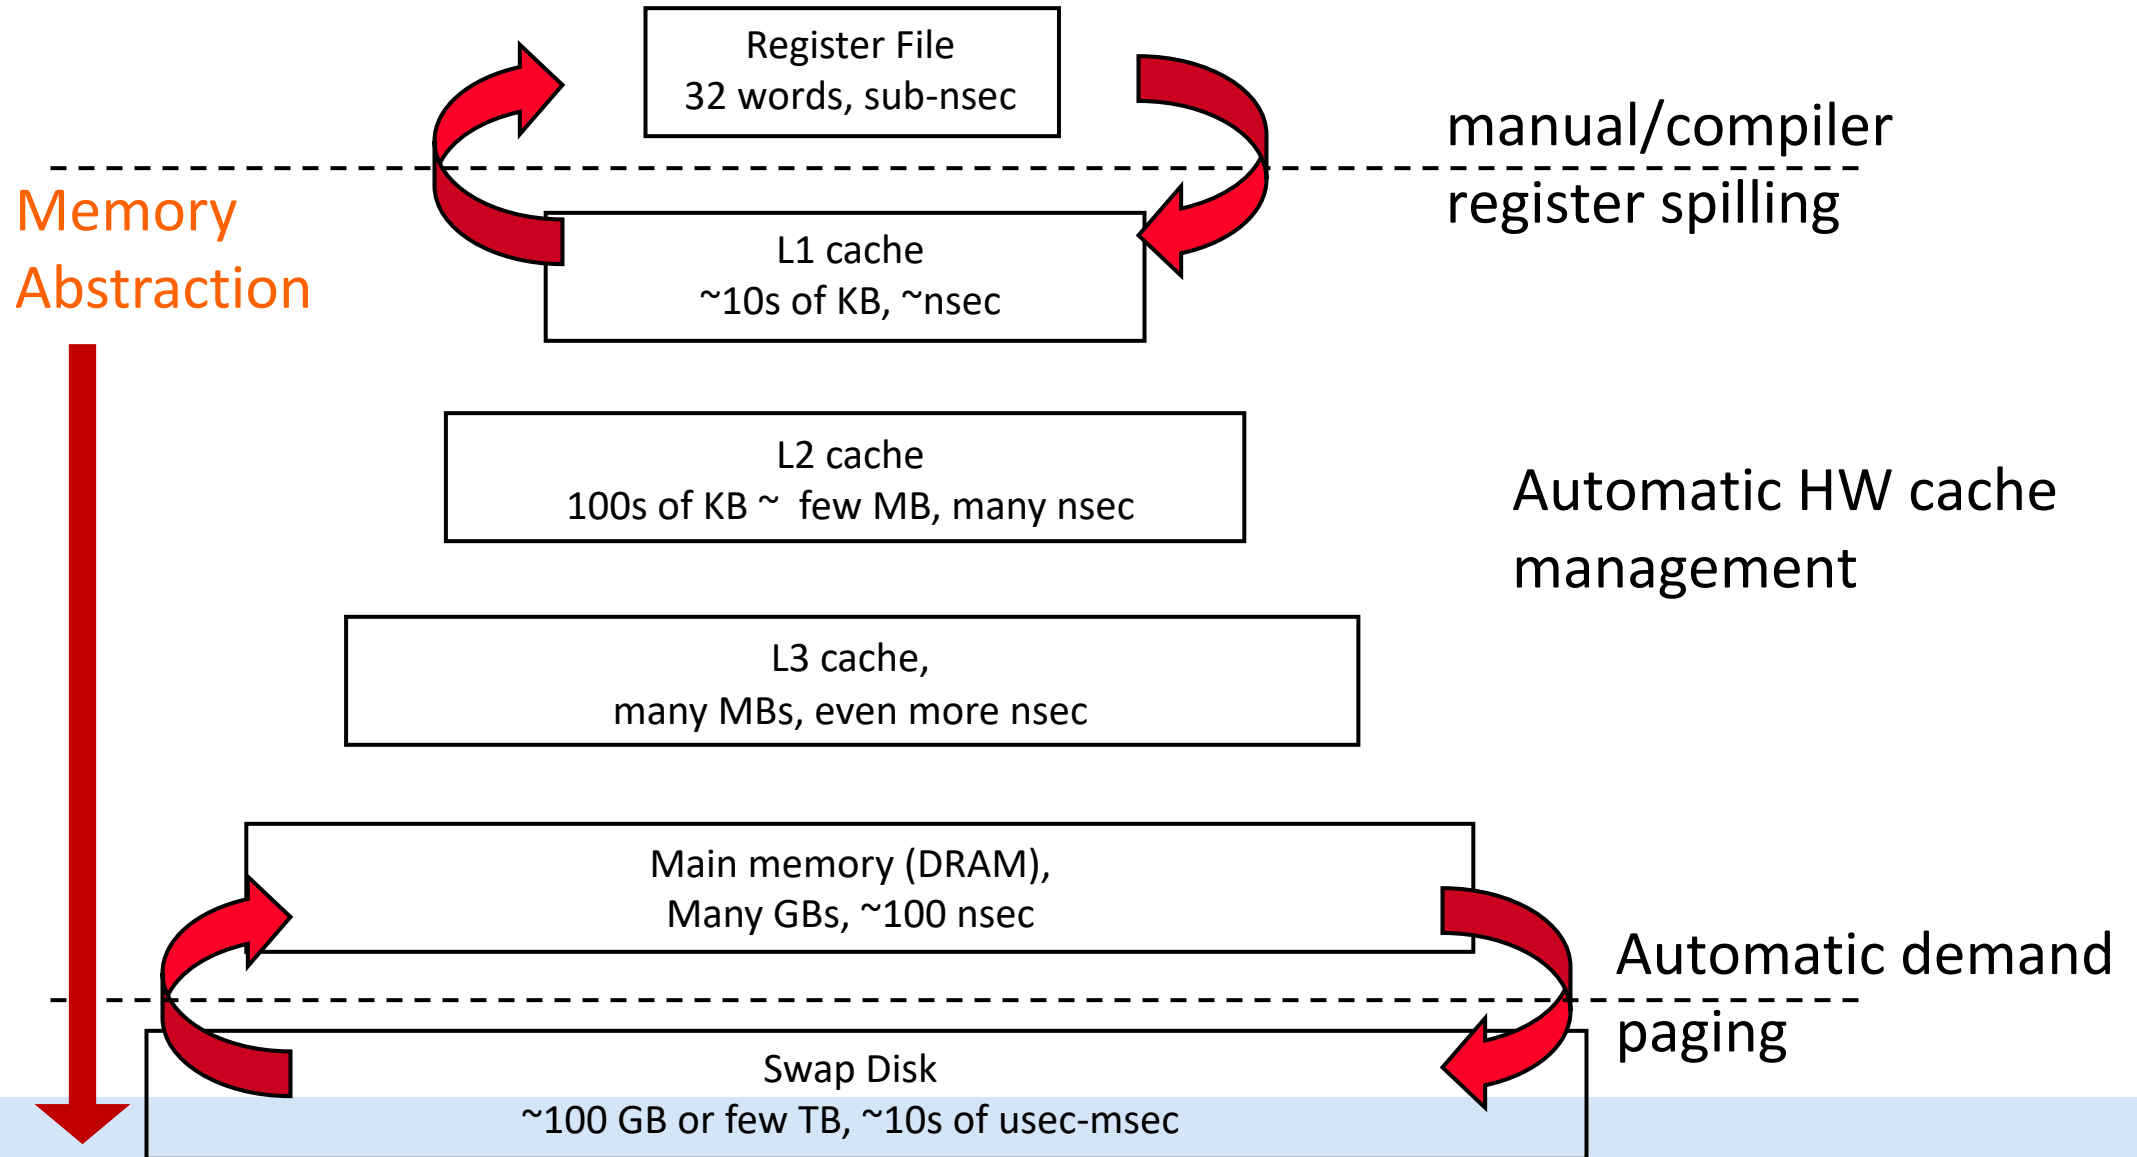 Register File
32 words, sub-nsec
manual/compiler
register spilling
Memory
Abstraction
L1 cache
~10s of KB, ~nsec
L2 cache
100s of KB ~ few MB, many nsec
Automatic HW cache
management
L3 cache,
many MBs, even more nsec
Main memory (DRAM),
Many GBs, ~100 nsec
Automatic demand
paging
Swap Disk
~100 GB or few TB, ~10s of usec-msec